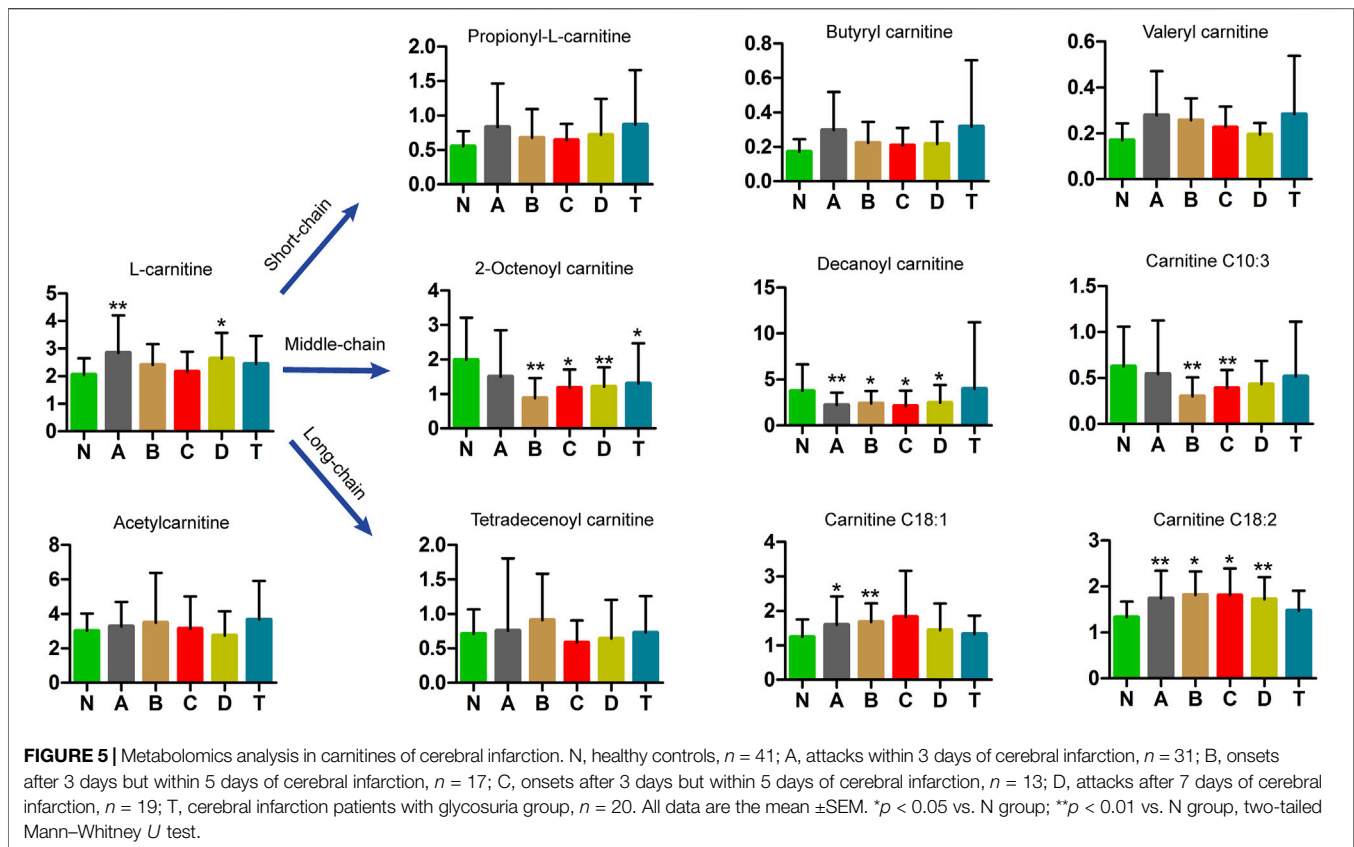 Propionyl-L-carnitine
2.0
1.5
1.0
0.5
0.0
N A B C D T
Butyryl carnitine
0.8
0.6
0.4
0.2
0.0
N A B C D T
Valeryl carnitine
0.6
0.4
0.2
0.0
N A B C D T
Short-chain
L-carnitine
5
4
3
2
1
0
** *
N A B C D T
Middle-chain
2-Octenoyl carnitine
4
3
2
1
0
** * ** *
N A B C D T
Decanoyl carnitine
15
10
5
0
** * * *
N A B C D T
Carnitine C10:3
1.5
1.0
0.5
0.0
** **
N A B C D T
Long-chain
Acetylcarnitine
8
6
4
2
0
N A B C D T
Tetradecenoyl carnitine
2.0
1.5
1.0
0.5
0.0
N A B C D T
Carnitine C18:1
4
3
2
1
0
* **
N A B C D T
Carnitine C18:2
3
2
1
0
** * * **
N A B C D T
FIGURE 5 | Metabolomics analysis in carnitines of cerebral infarction. N, healthy controls, n = 41; A, attacks within 3 days of cerebral infarction, n = 31; B, onsets
after 3 days but within 5 days of cerebral infarction, n = 17; C, onsets after 3 days but within 5 days of cerebral infarction, n = 13; D, attacks after 7 days of cerebral
infarction, n = 19; T, cerebral infarction patients with glycosuria group, n = 20. All data are the mean ±SEM. *p < 0.05 vs. N group; **p < 0.01 vs. N group, two-tailed
Mann–Whitney U test.